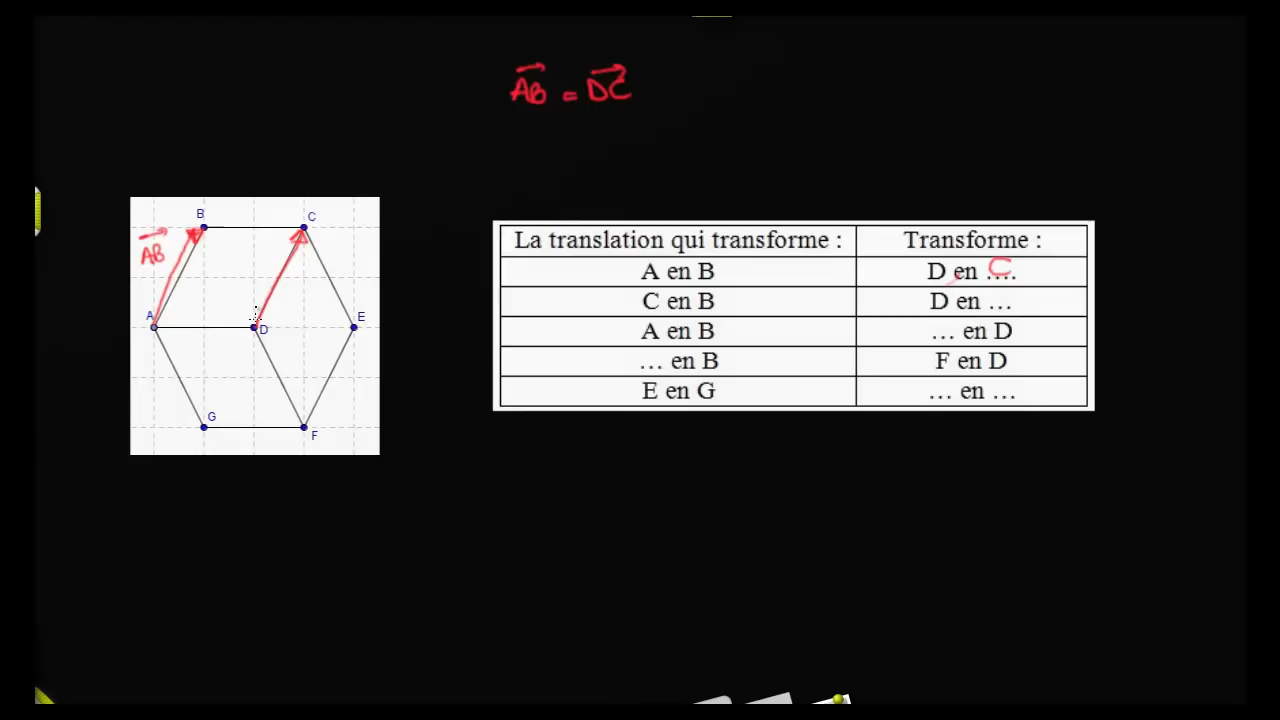 AB = DC
B
C
AB
A
D
E
G
F
La translation qui transforme : Transforme :
A en B D en C....
C en B D en ...
A en B ... en D
... en B F en D
E en G ... en ...